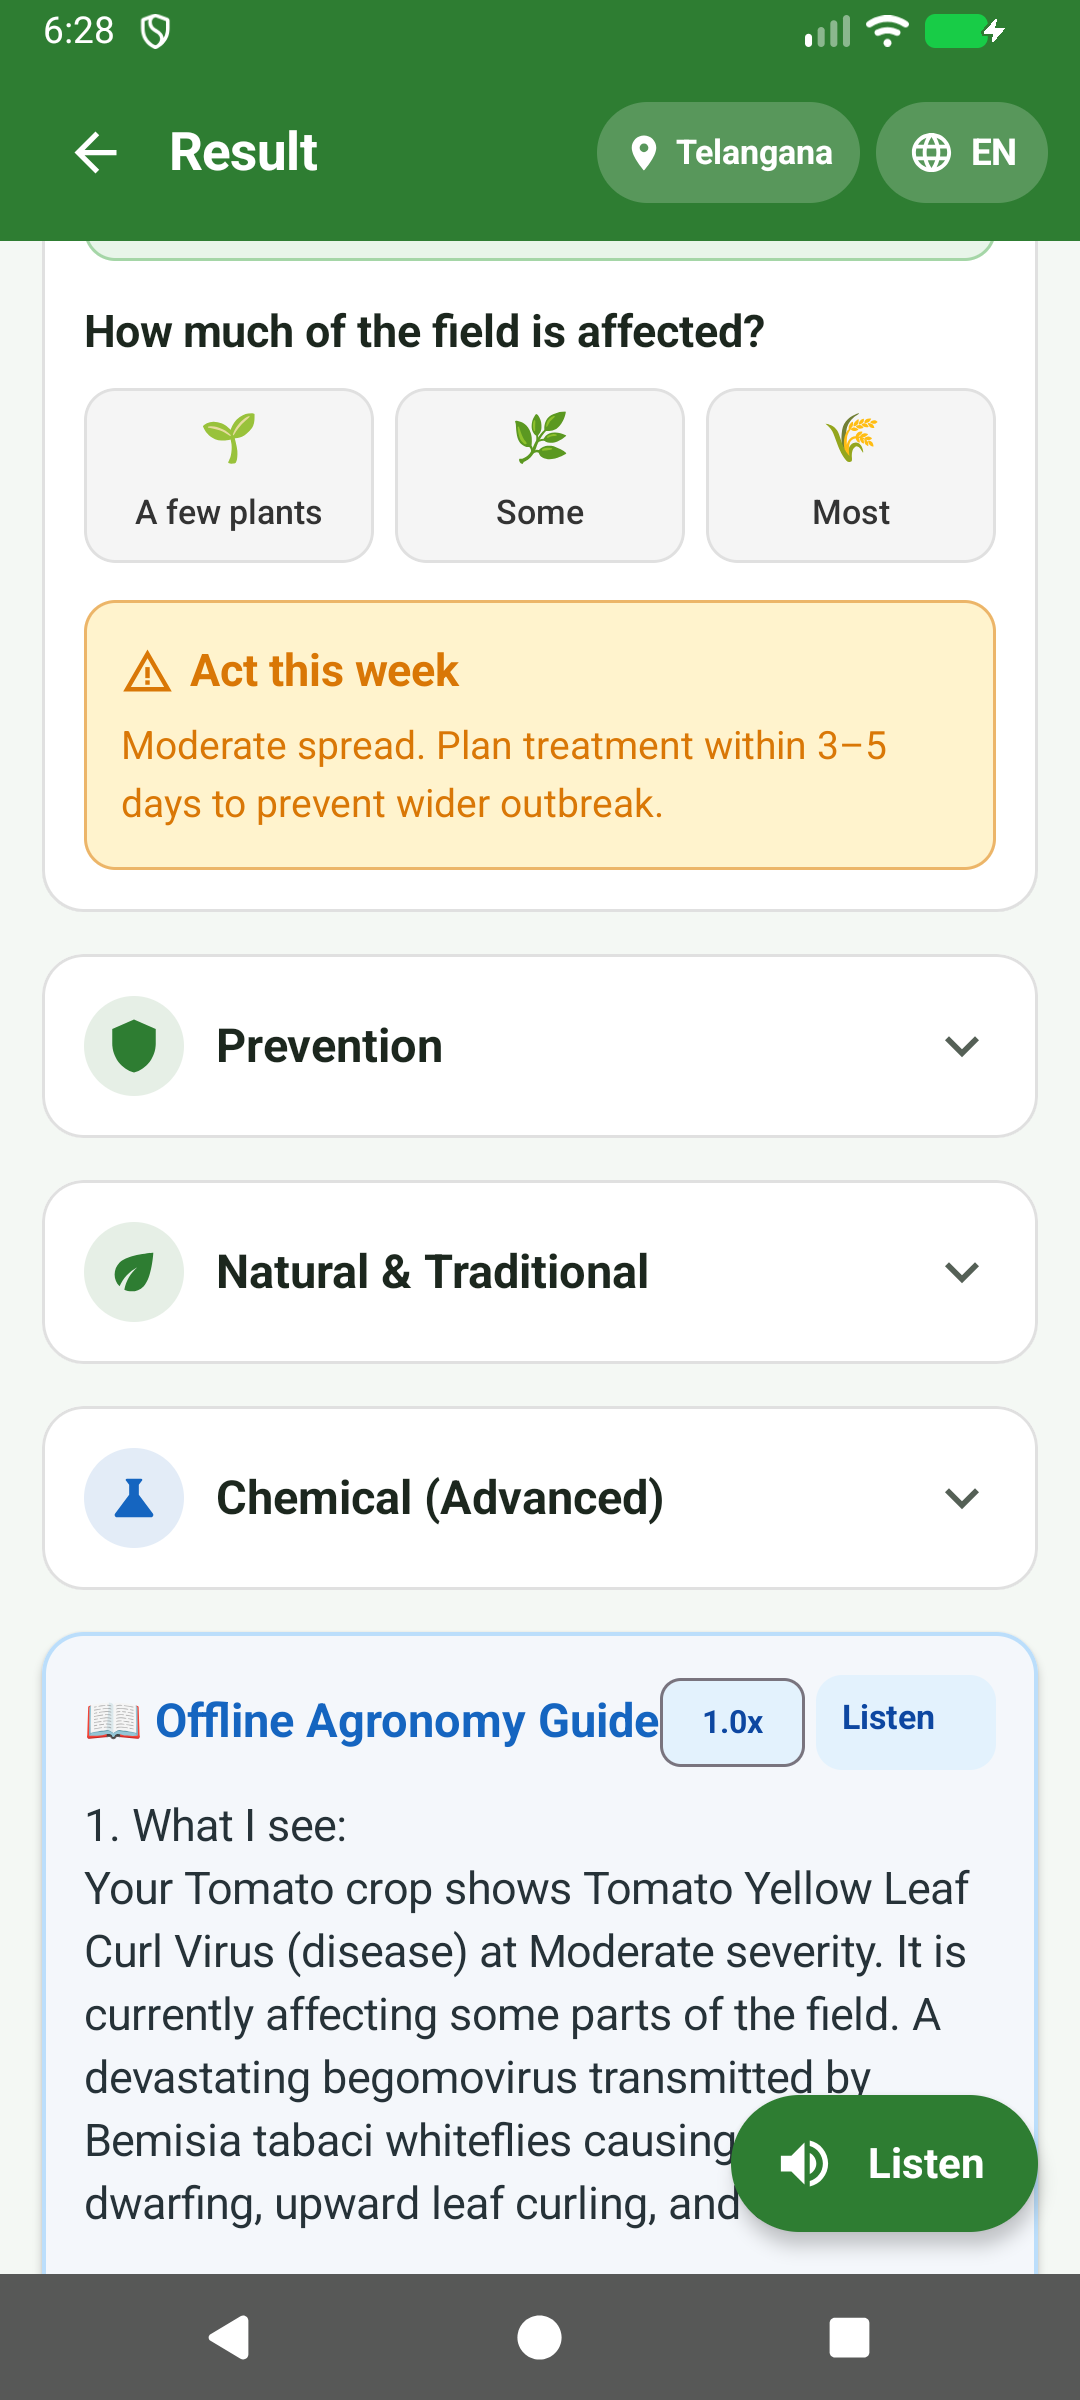 6:28
Result
Telangana
EN
How much of the field is affected?
A few plants
Some
Most
Act this week
Moderate spread. Plan treatment within 3–5
days to prevent wider outbreak.
Prevention
Natural & Traditional
Chemical (Advanced)
Offline Agronomy Guide
1.0x
Listen
1. What I see:
Your Tomato crop shows Tomato Yellow Leaf
Curl Virus (disease) at Moderate severity. It is
currently affecting some parts of the field. A
devastating begomovirus transmitted by
Bemisia tabaci whiteflies causing
dwarfing, upward leaf curling, and
Listen